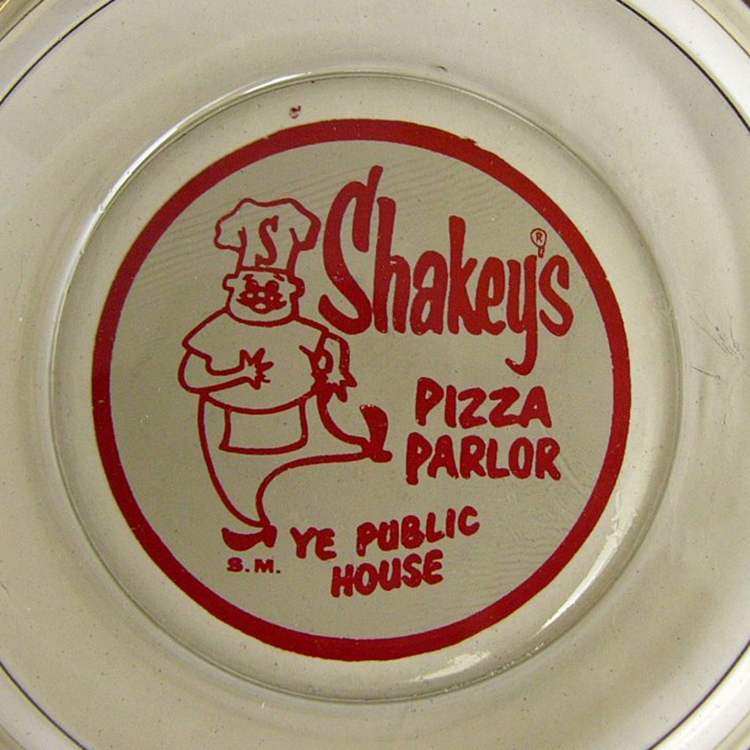 S
Shakey's®
PIZZA
PARLOR
YE PUBLIC
HOUSE
S.M.